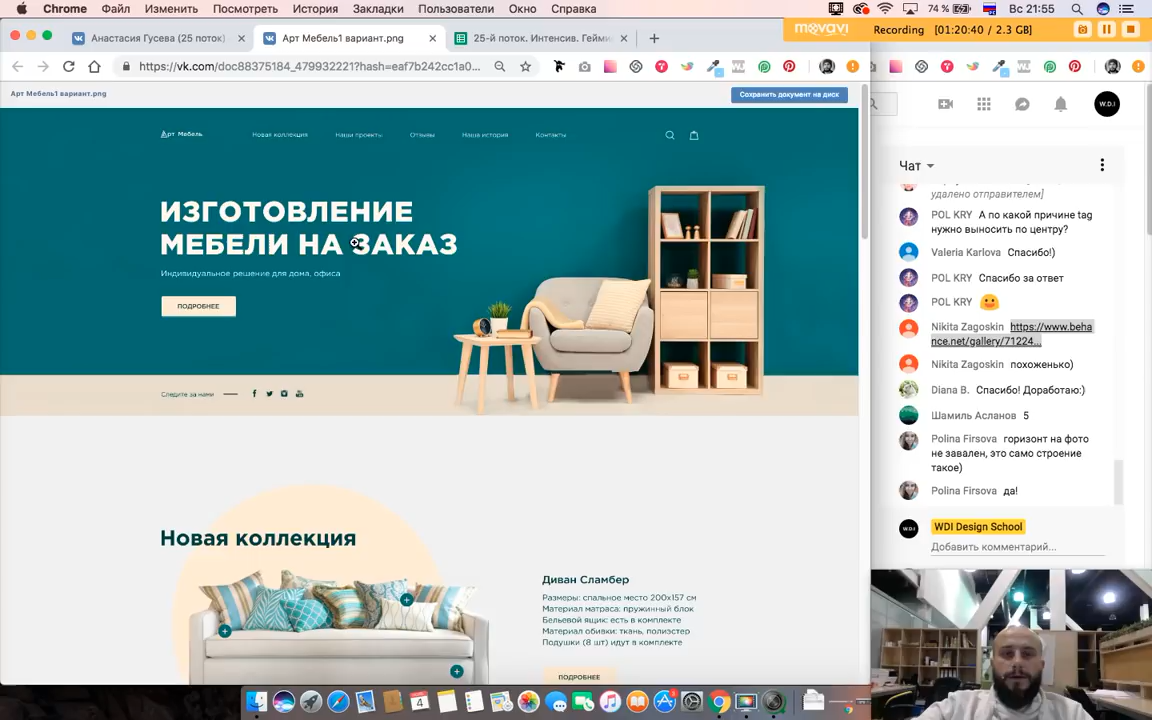 Chrome Файл Изменить Посмотреть История Закладки Пользователи Окно Справка
74 % Вс 21:55
movavi Recording [01:20:40 / 2.3 GB]
Анастасия Гусева (25 поток)
Арт Мебель1 вариант.png
25-й поток. Интенсив. Гейми
https://vk.com/doc88375184_479932221?hash=eaf7b242cc1a0...
Арт Мебель1 вариант.png
Сохранить документ на диск
Арт Мебель.
Новая коллекция Наши проекты Отзывы Наша история Контакты
ИЗГОТОВЛЕНИЕ
МЕБЕЛИ НА ЗАКАЗ
Индивидуальное решение для дома, офиса
ПОДРОБНЕЕ
Следите за нами
Новая коллекция
Диван Сламбер
Размеры: спальное место 200x157 см
Материал матраса: пружинный блок
Бельевой ящик: есть в комплекте
Материал обивки: ткань, полиэстер
Подушки (8 шт) идут в комплекте
ПОДРОБНЕЕ
W.D.I
Чат
удалено отправителем]
POL KRY А по какой причине tag
нужно выносить по центру?
Valeria Karlova Спасибо!)
POL KRY Спасибо за ответ
POL KRY
Nikita Zagoskin https://www.beha
nce.net/gallery/71224...
Nikita Zagoskin похоженько)
Diana B. Спасибо! Доработаю:)
Шамиль Асланов 5
Polina Firsova горизонт на фото
не завален, это само строение
такое)
Polina Firsova да!
W.D.I
WDI Design School
Добавить комментарий...